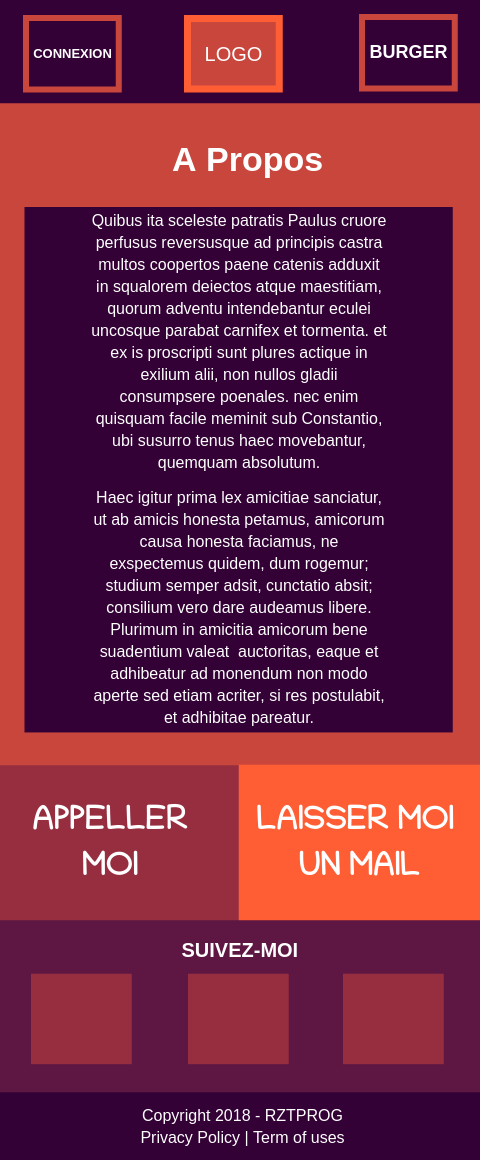 CONNEXION
LOGO
BURGER
A Propos
Quibus ita sceleste patratis Paulus cruore
perfusus reversusque ad principis castra
multos coopertos paene catenis adduxit
in squalorem deiectos atque maestitiam,
quorum adventu intendebantur eculei
uncosque parabat carnifex et tormenta. et
ex is proscripti sunt plures actique in
exilium alii, non nullos gladii
consumpsere poenales. nec enim
quisquam facile meminit sub Constantio,
ubi susurro tenus haec movebantur,
quemquam absolutum.
Haec igitur prima lex amicitiae sanciatur,
ut ab amicis honesta petamus, amicorum
causa honesta faciamus, ne
exspectemus quidem, dum rogemur;
studium semper adsit, cunctatio absit;
consilium vero dare audeamus libere.
Plurimum in amicitia amicorum bene
suadentium valeat  auctoritas, eaque et
adhibeatur ad monendum non modo
aperte sed etiam acriter, si res postulabit,
et adhibitae pareatur.
APPELLER
MOI
LAISSER MOI
UN MAIL
SUIVEZ-MOI
Copyright 2018 - RZTPROG
Privacy Policy | Term of uses